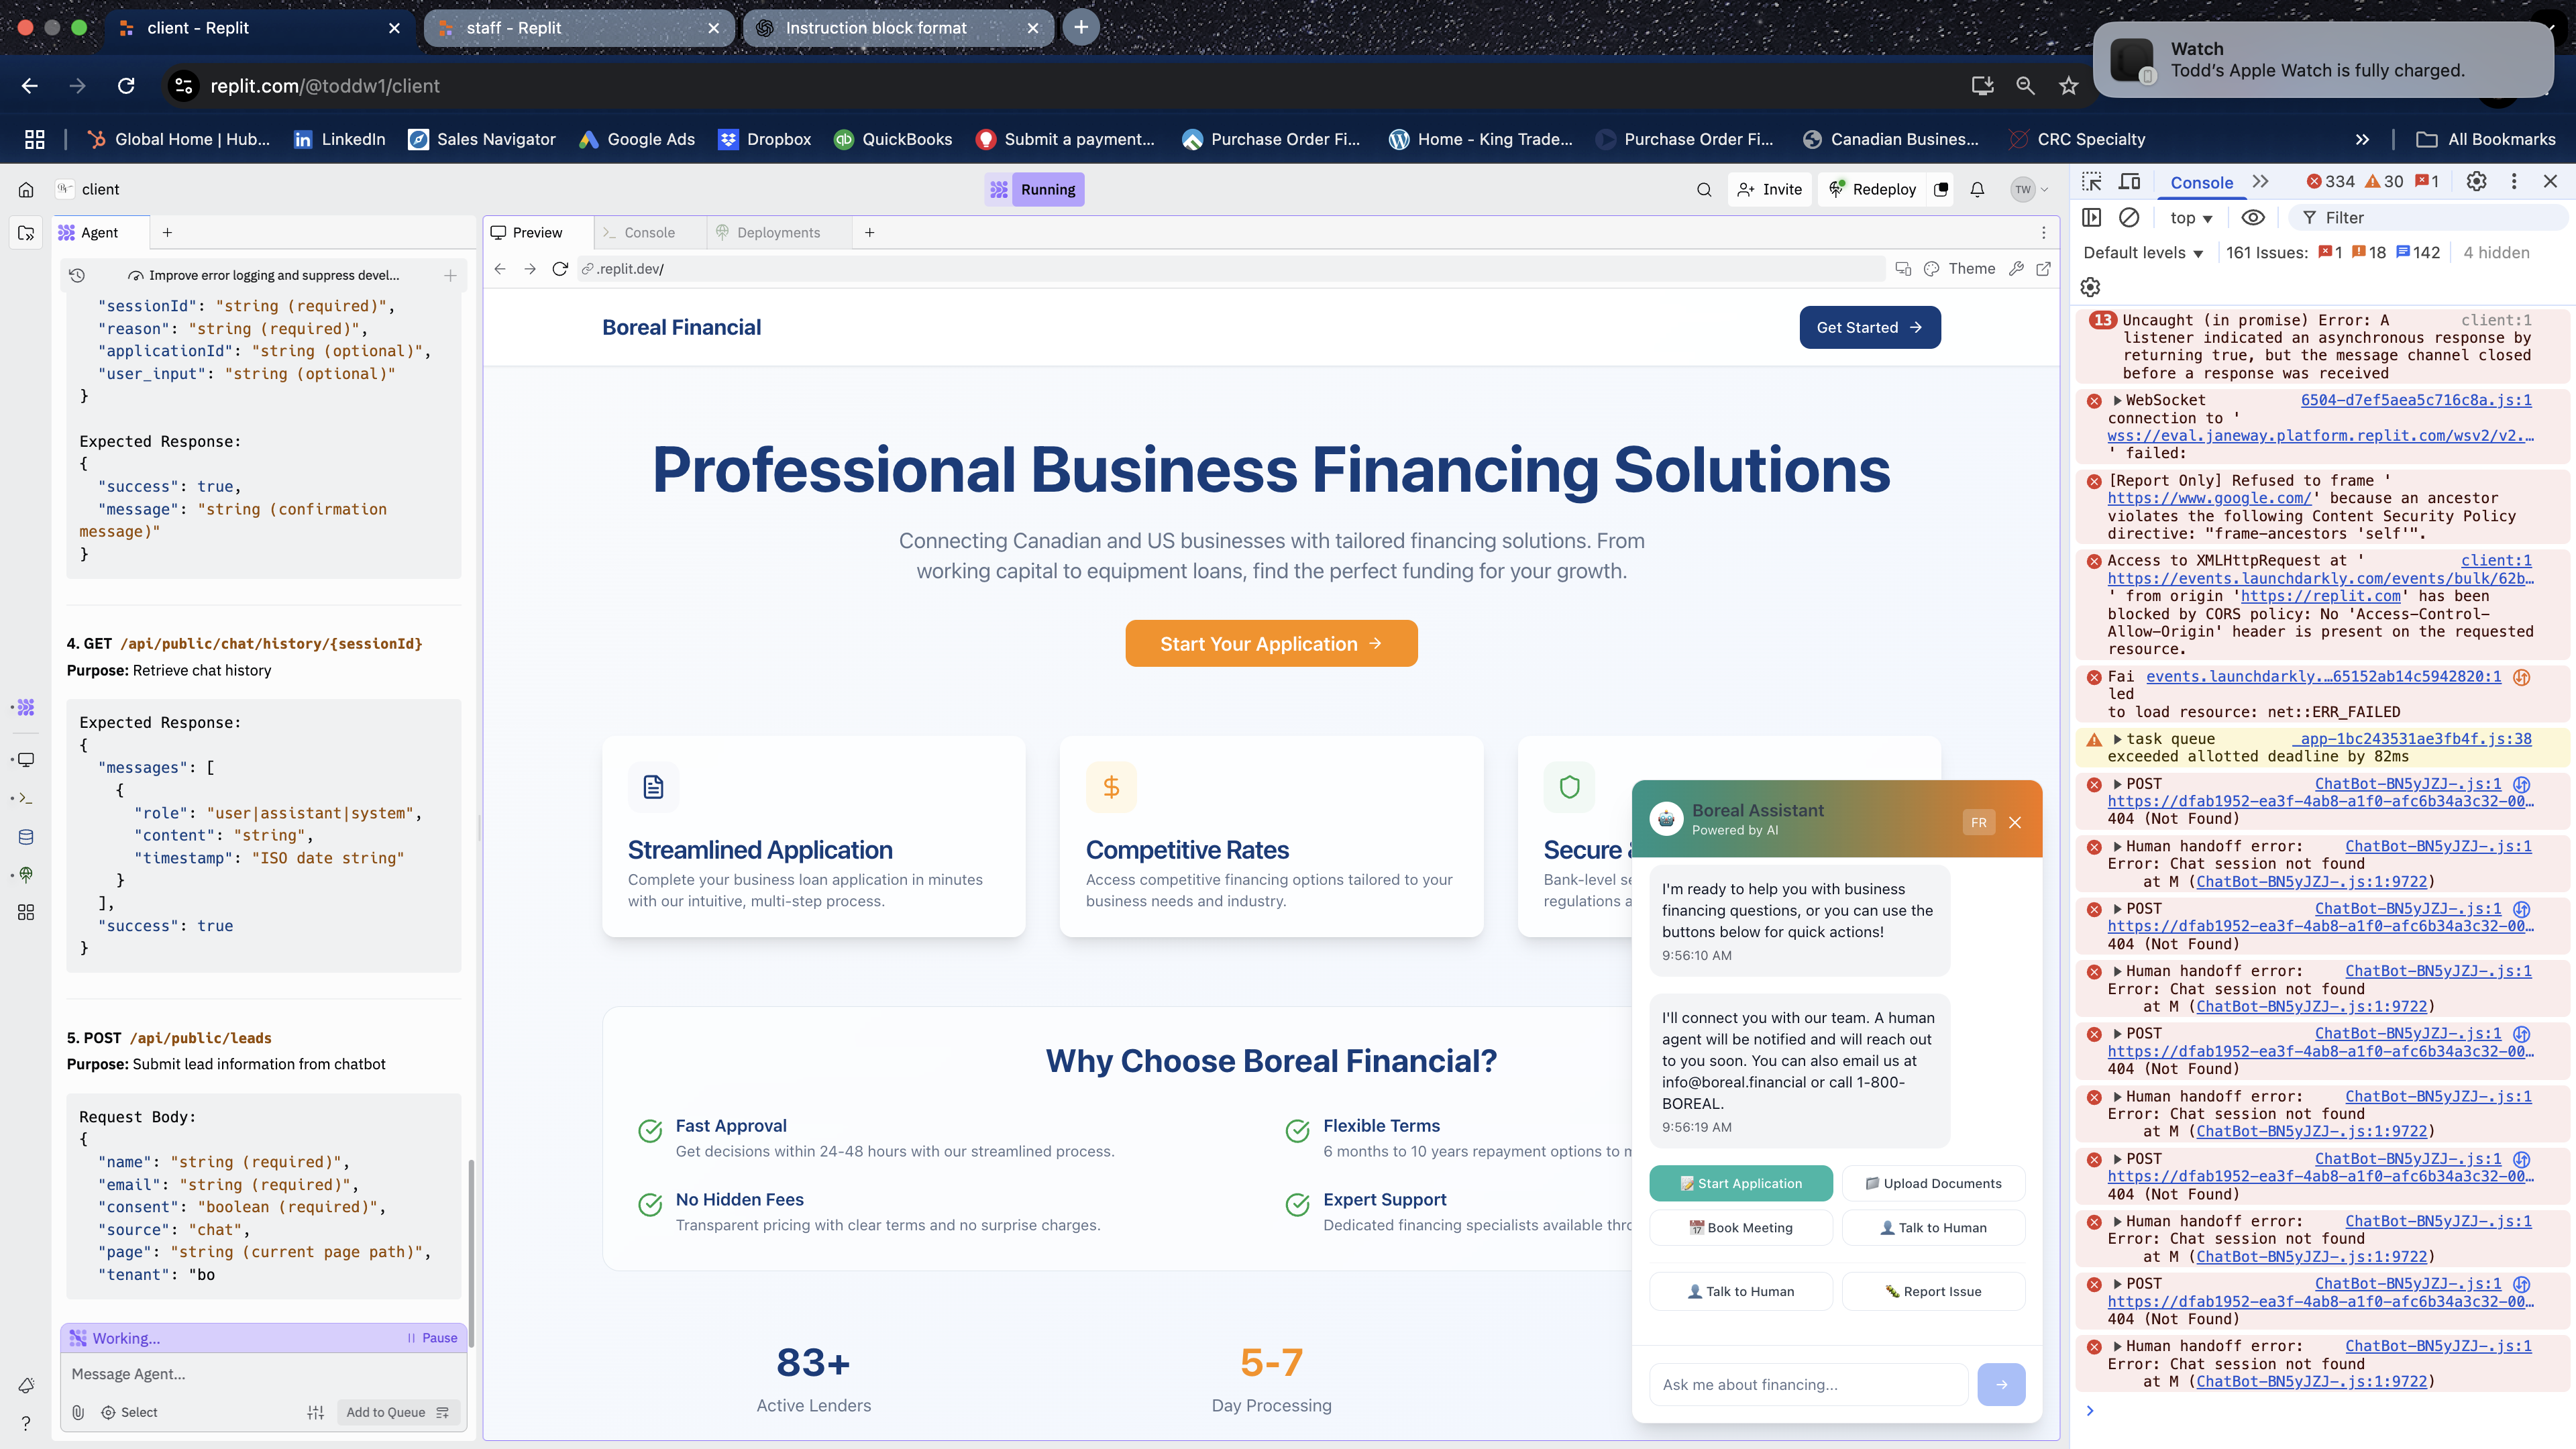 client - Replit
staff - Replit
Instruction block format
Watch
Todd's Apple Watch is fully charged.
replit.com/@toddw1/client
Global Home | Hub...
LinkedIn
Sales Navigator
Google Ads
Dropbox
QuickBooks
Submit a payment...
Purchase Order Fi...
Home - King Trade...
Purchase Order Fi...
Canadian Busines...
CRC Specialty
All Bookmarks
client
Running
Invite
Redeploy
TW
Agent
Improve error logging and suppress devel...
"sessionId": "string (required)",
"reason": "string (required)",
"applicationId": "string (optional)",
"user_input": "string (optional)"
}
Expected Response:
{
"success": true,
"message": "string (confirmation
message)"
}
4. GET /api/public/chat/history/{sessionId}
Purpose: Retrieve chat history
Expected Response:
{
"messages": [
{
"role": "user|assistant|system",
"content": "string",
"timestamp": "ISO date string"
}
],
"success": true
}
5. POST /api/public/leads
Purpose: Submit lead information from chatbot
Request Body:
{
"name": "string (required)",
"email": "string (required)",
"consent": "boolean (required)",
"source": "chat",
"page": "string (current page path)",
"tenant": "bo
Working...
Pause
Message Agent...
Select
Add to Queue
Preview
Console
Deployments
.replit.dev/
Theme
Boreal Financial
Get Started
Professional Business Financing Solutions
Connecting Canadian and US businesses with tailored financing solutions. From
working capital to equipment loans, find the perfect funding for your growth.
Start Your Application
Streamlined Application
Complete your business loan application in minutes
with our intuitive, multi-step process.
Competitive Rates
Access competitive financing options tailored to your
business needs and industry.
Secure
Bank-level se
regulations a
Why Choose Boreal Financial?
Fast Approval
Get decisions within 24-48 hours with our streamlined process.
Flexible Terms
6 months to 10 years repayment options to m
No Hidden Fees
Transparent pricing with clear terms and no surprise charges.
Expert Support
Dedicated financing specialists available thro
83+
Active Lenders
5-7
Day Processing
Boreal Assistant
Powered by AI
FR
I'm ready to help you with business
financing questions, or you can use the
buttons below for quick actions!
9:56:10 AM
I'll connect you with our team. A human
agent will be notified and will reach out
to you soon. You can also email us at
info@boreal.financial or call 1-800-
BOREAL.
9:56:19 AM
Start Application
Upload Documents
Book Meeting
Talk to Human
Talk to Human
Report Issue
Ask me about financing...
Console
334
30
1
top
Filter
Default levels
161 Issues: 1 18 142
4 hidden
13 Uncaught (in promise) Error: A client:1
listener indicated an asynchronous response by
returning true, but the message channel closed
before a response was received
WebSocket 6504-d7ef5aea5c716c8a.js:1
connection to '
wss://eval.janeway.platform.replit.com/wsv2/v2.…
' failed:
[Report Only] Refused to frame '
https://www.google.com/' because an ancestor
violates the following Content Security Policy
directive: "frame-ancestors 'self'".
Access to XMLHttpRequest at ' client:1
https://events.launchdarkly.com/events/bulk/62b…
' from origin 'https://replit.com' has been
blocked by CORS policy: No 'Access-Control-
Allow-Origin' header is present on the requested
resource.
Fai events.launchdarkly.…65152ab14c5942820:1
led
to load resource: net::ERR_FAILED
task queue _app-1bc243531ae3fb4f.js:38
exceeded allotted deadline by 82ms
POST ChatBot-BN5yJZJ-.js:1
https://dfab1952-ea3f-4ab8-a1f0-afc6b34a3c32-00…
404 (Not Found)
Human handoff error: ChatBot-BN5yJZJ-.js:1
Error: Chat session not found
at M (ChatBot-BN5yJZJ-.js:1:9722)
POST ChatBot-BN5yJZJ-.js:1
https://dfab1952-ea3f-4ab8-a1f0-afc6b34a3c32-00…
404 (Not Found)
Human handoff error: ChatBot-BN5yJZJ-.js:1
Error: Chat session not found
at M (ChatBot-BN5yJZJ-.js:1:9722)
POST ChatBot-BN5yJZJ-.js:1
https://dfab1952-ea3f-4ab8-a1f0-afc6b34a3c32-00…
404 (Not Found)
Human handoff error: ChatBot-BN5yJZJ-.js:1
Error: Chat session not found
at M (ChatBot-BN5yJZJ-.js:1:9722)
POST ChatBot-BN5yJZJ-.js:1
https://dfab1952-ea3f-4ab8-a1f0-afc6b34a3c32-00…
404 (Not Found)
Human handoff error: ChatBot-BN5yJZJ-.js:1
Error: Chat session not found
at M (ChatBot-BN5yJZJ-.js:1:9722)
POST ChatBot-BN5yJZJ-.js:1
https://dfab1952-ea3f-4ab8-a1f0-afc6b34a3c32-00…
404 (Not Found)
Human handoff error: ChatBot-BN5yJZJ-.js:1
Error: Chat session not found
at M (ChatBot-BN5yJZJ-.js:1:9722)